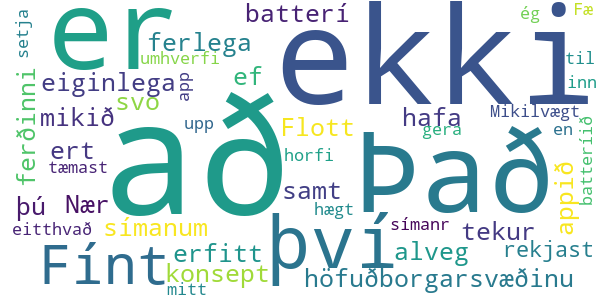 er
ekki
batterí
ég
Fæ
setja
ferlega
umhverfi
eiginlega
app
ef
til
inn
ferðinni
svo
mikið
að
Það
hafa
Mikilvægt
upp
Flott
gera
en
batteríið
ert
tæmast
horfi
appið
þú
Nær
samt
hægt
eitthvað
símanum
því
símanr
tekur
Fínt
erfitt
alveg
rekjast
konsept
höfuðborgarsvæðinu
mitt